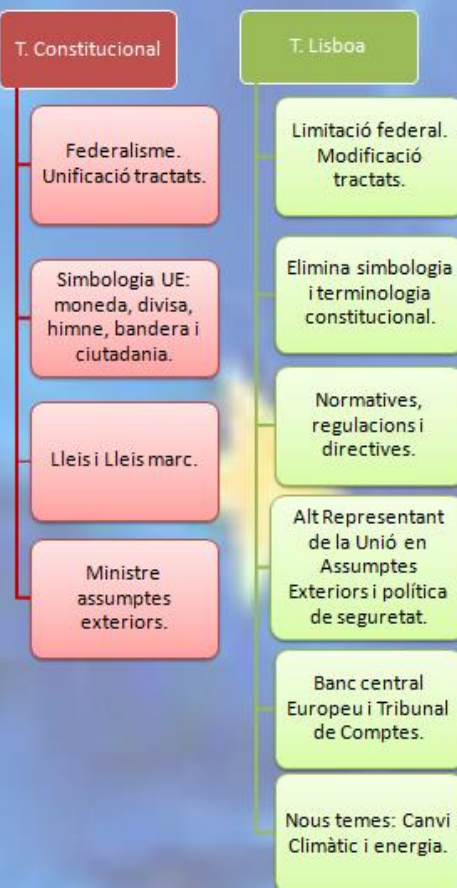 T. Constitucional
Federalisme.
Unificació tractats.
Simbologia UE:
moneda, divisa,
himne, bandera i
ciutadania.
Lleis i Lleis marc.
Ministre
assumptes
exteriors.
T. Lisboa
Limitació federal.
Modificació
tractats.
Elimina simbologia
i terminologia
constitucional.
Normatives,
regulacions i
directives.
Alt Representant
de la Unió en
Assumptes
Exteriors i política
de seguretat.
Banc central
Europeu i Tribunal
de Comptes.
Nous temes: Canvi
Climàtic i energia.